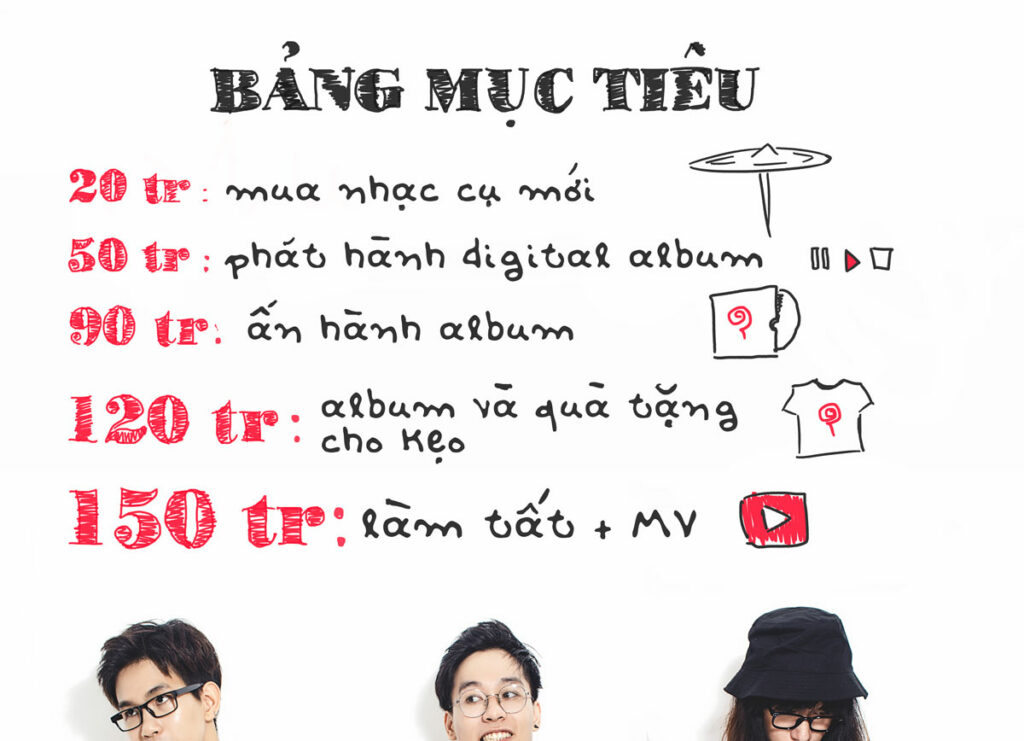 BẢNG MỤC TIÊU
20 tr: mua nhạc cụ mới
50 tr: phát hành digital album
90 tr: ấn hành album
120 tr: album và quà tặng
cho kẹo
150 tr: làm tất + MV